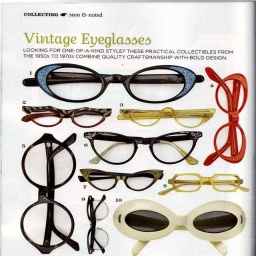 COLLECTING seen & noted
Vintage Eyeglasses
LOOKING FOR ONE-OF-A-KIND STYLE? THESE PRACTICAL COLLECTIBLES FROM
THE 1950s TO 1970s COMBINE QUALITY CRAFTSMANSHIP WITH BOLD DESIGN.
1
2
3
4
5
6
7
8
9
10